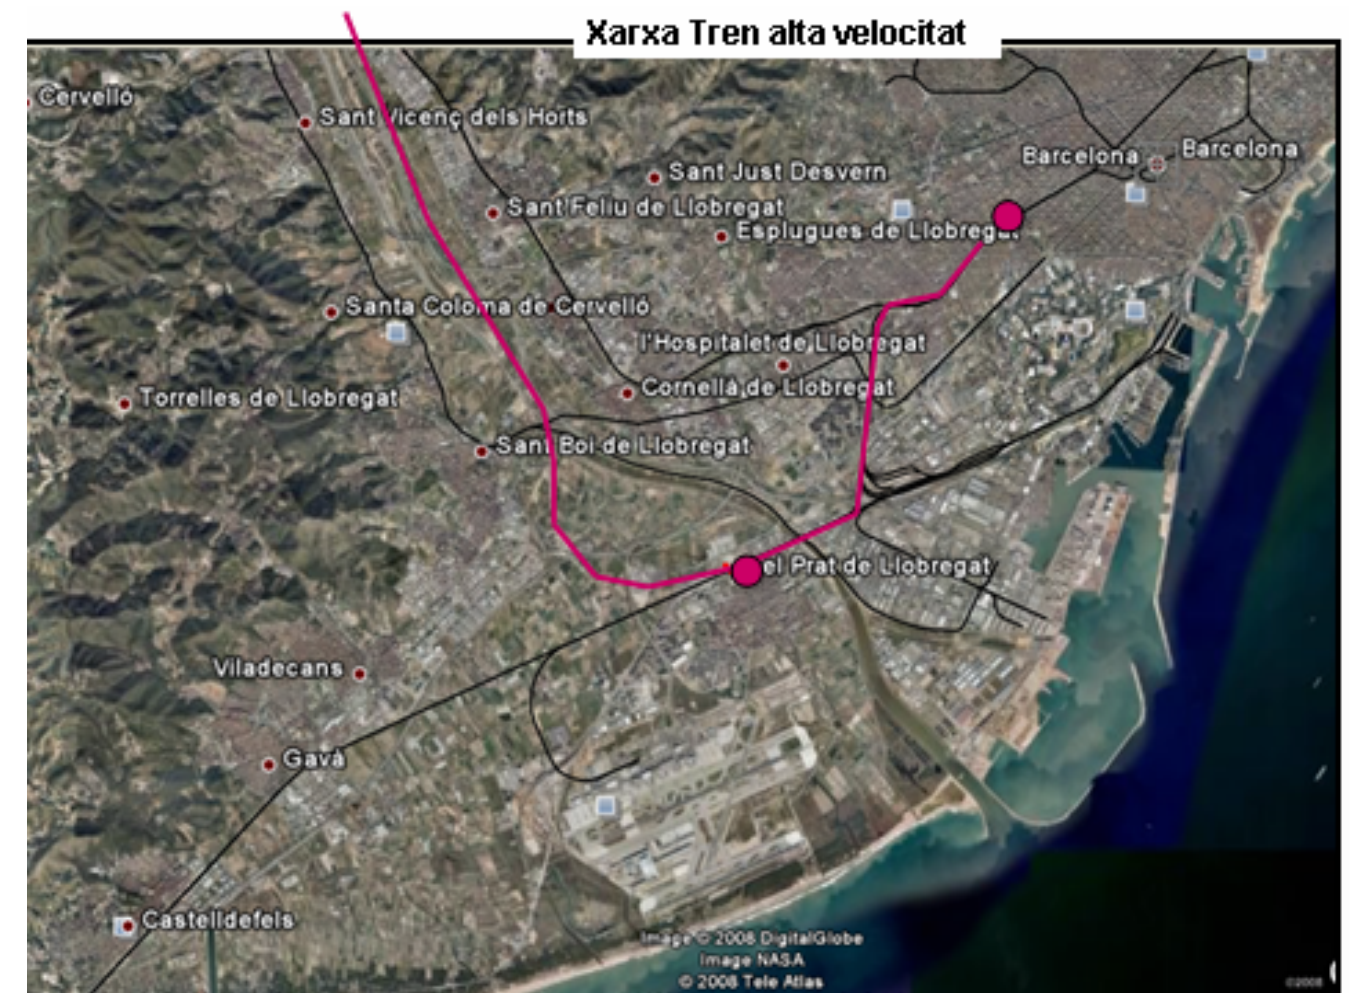 Xarxa Tren alta velocitat
Cervelló
Sant Vicenç dels Horts
Barcelona
Barcelona
Sant Just Desvern
Sant Feliu de Llobregat
Esplugues de Llobregat
Santa Coloma de Cervelló
l'Hospitalet de Llobregat
Cornellà de Llobregat
Torrelles de Llobregat
Sant Boi de Llobregat
el Prat de Llobregat
Viladecans
Gavà
Castelldefels
Image © 2008 DigitalGlobe
Image NASA
© 2008 Tele Atlas
©2008